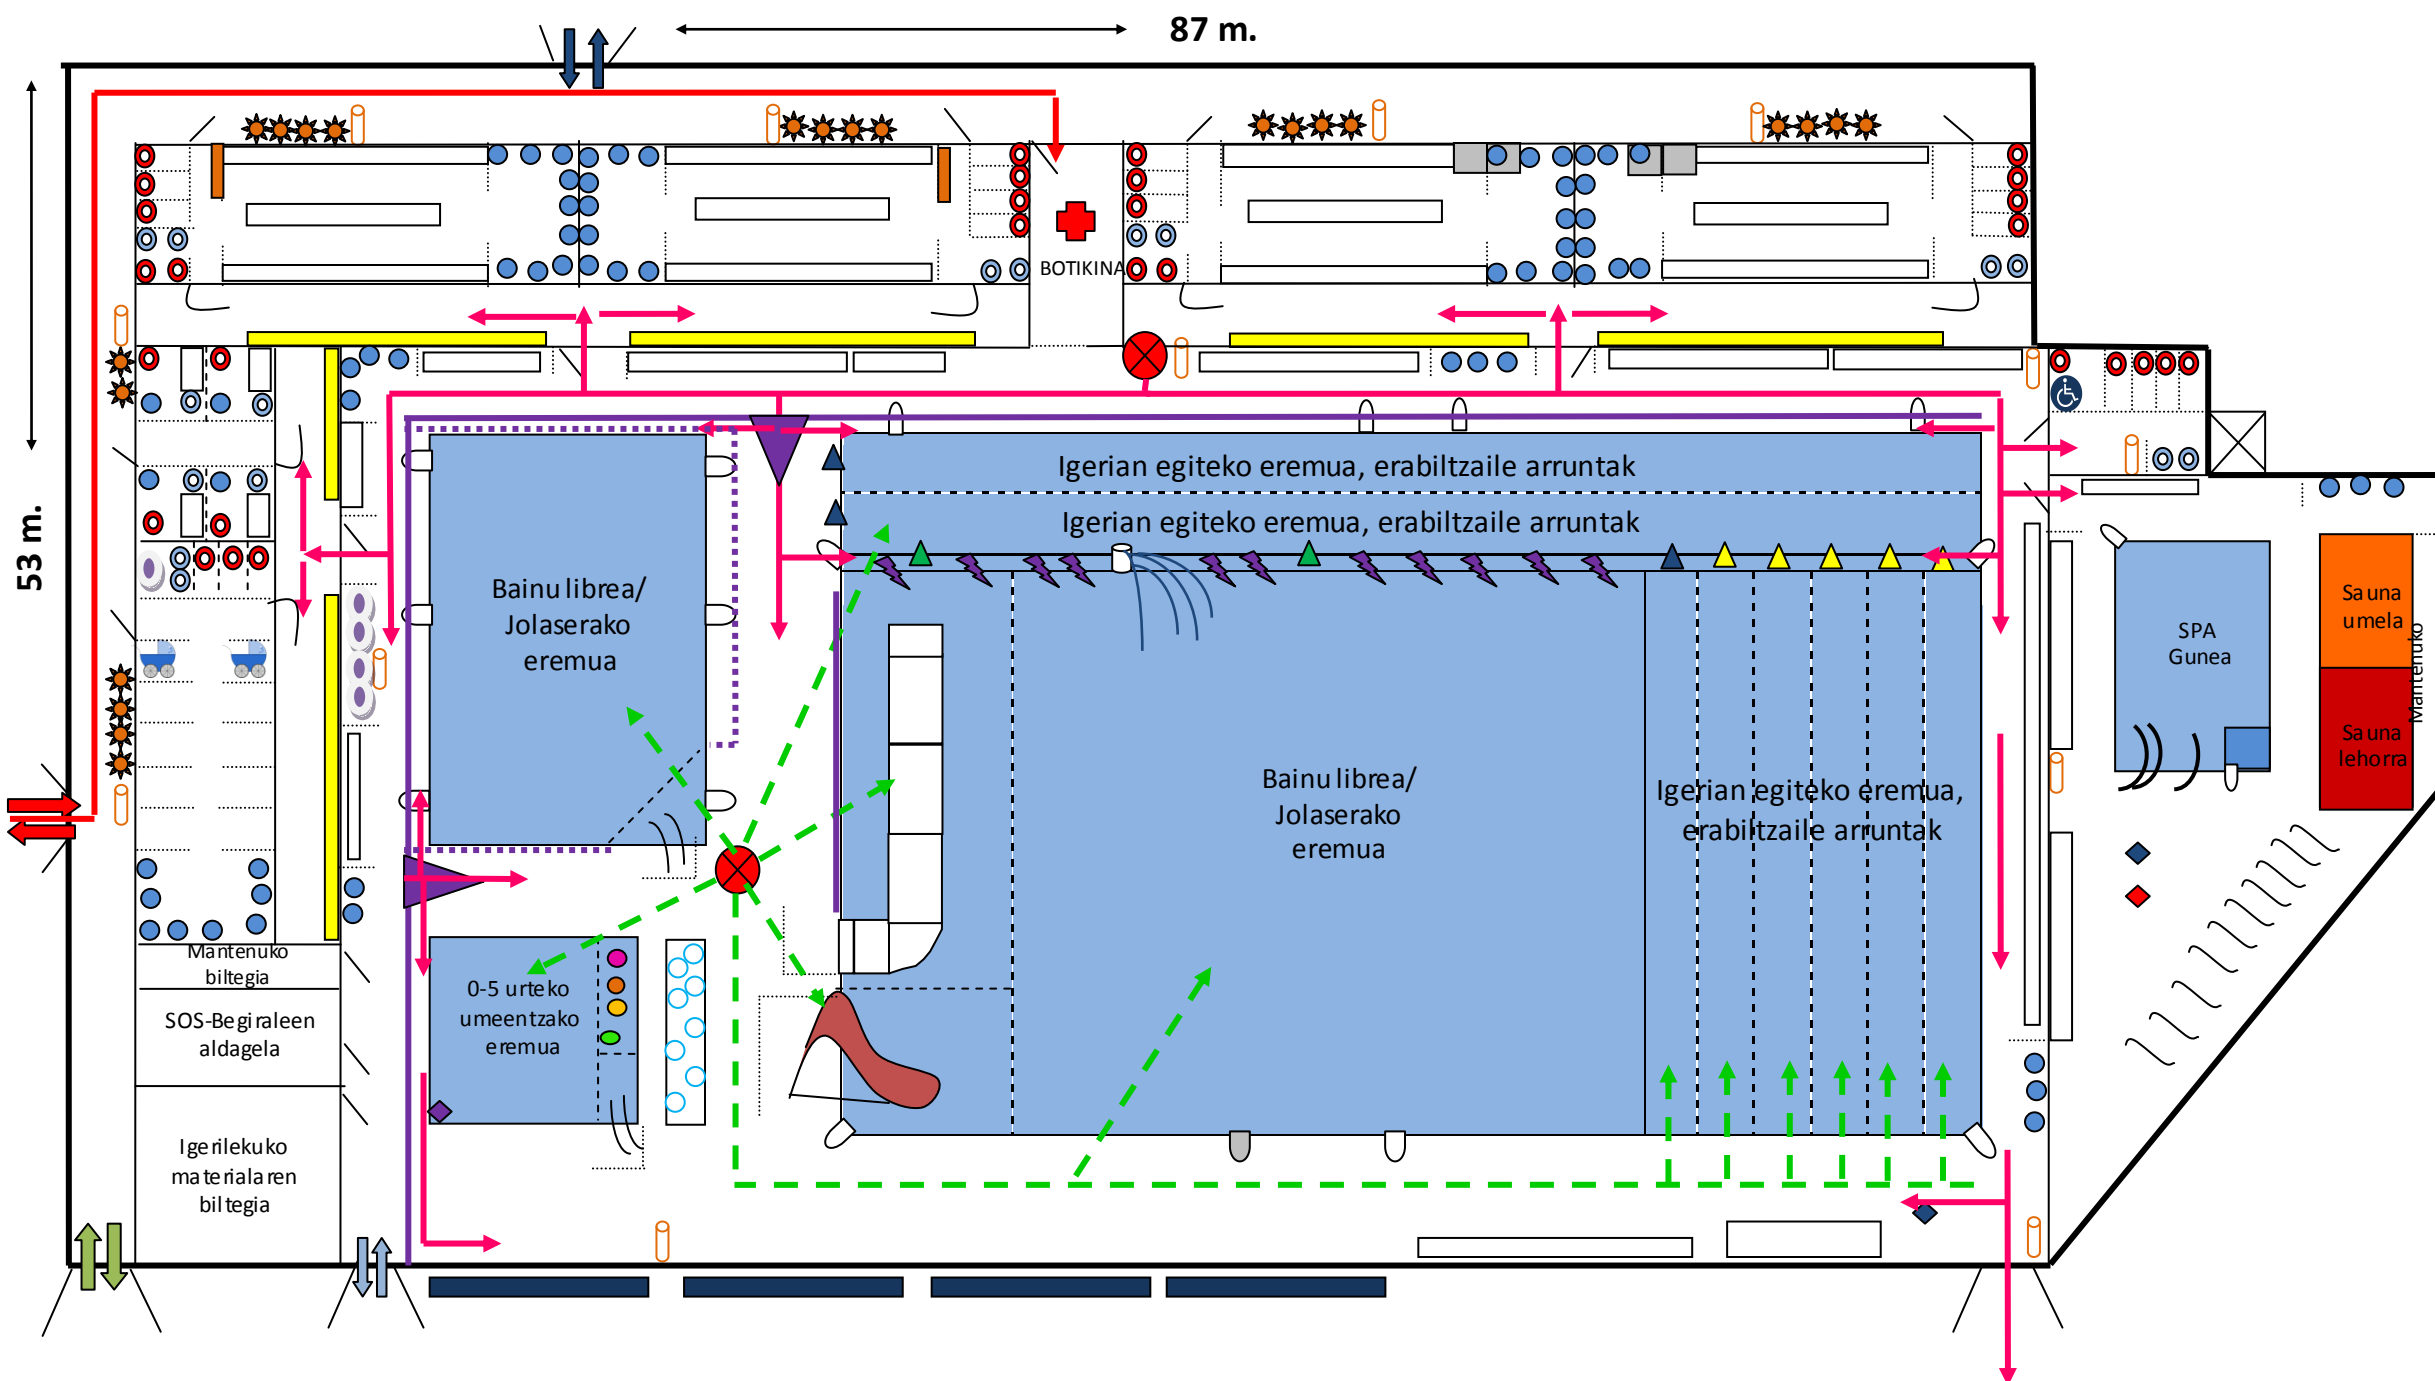 87 m.
53 m.
BOTIKINA
Igerian egiteko eremua, erabiltzaile arruntak
Igerian egiteko eremua, erabiltzaile arruntak
Bainu librea/
Jolaserako
eremua
SPA
Gunea
Sauna
umela
Sauna
lehorra
Mantenuko
Bainu librea/
Jolaserako
eremua
Igerian egiteko eremua,
erabiltzaile arruntak
Mantenuko
biltegia
SOS-Begiraleen
aldagela
Igerilekuko
materialaren
biltegia
0-5 urteko
umeentzako
eremua